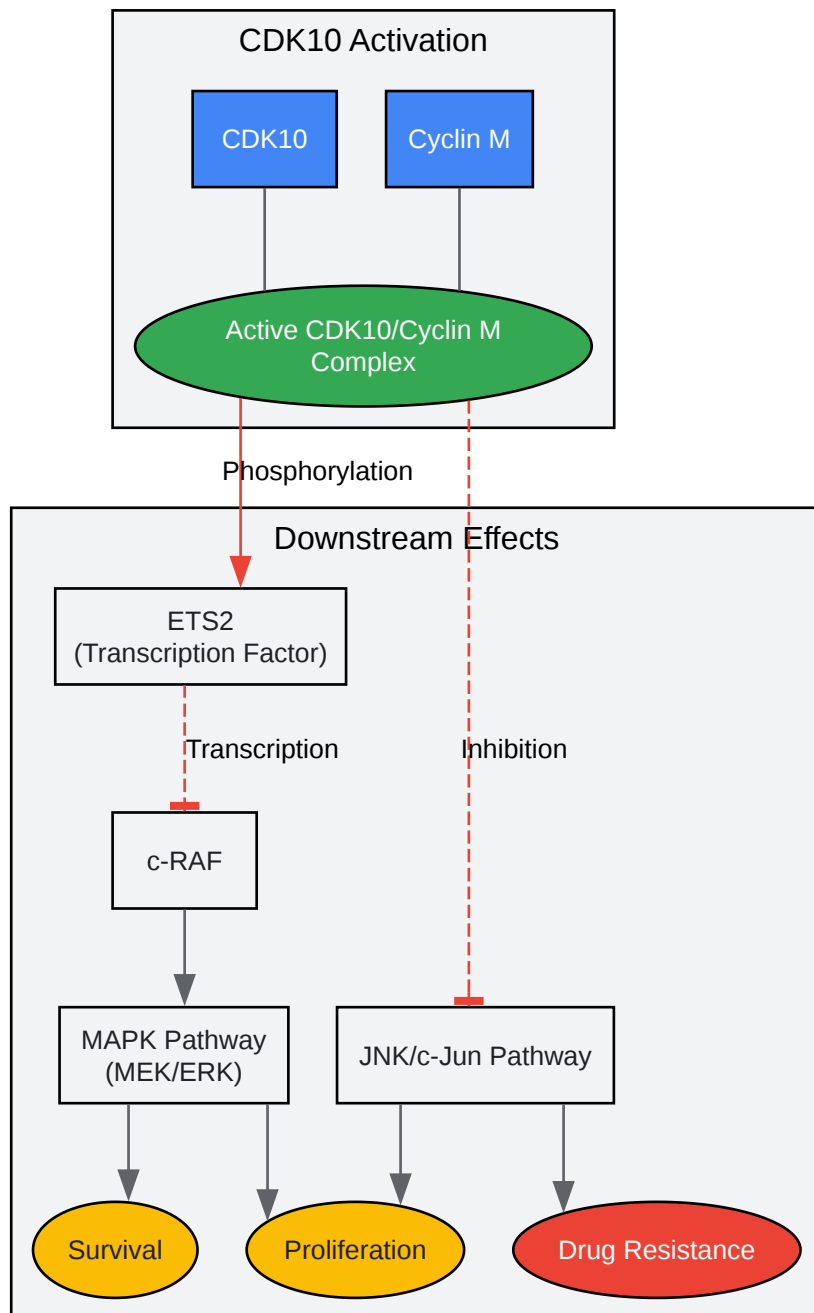 CDK10 Activation
CDK10
Cyclin M
Active CDK10/Cyclin M
Complex
Phosphorylation
Downstream Effects
ETS2
(Transcription Factor)
Transcription
Inhibition
c-RAF
MAPK Pathway
(MEK/ERK)
JNK/c-Jun Pathway
Survival
Proliferation
Drug Resistance